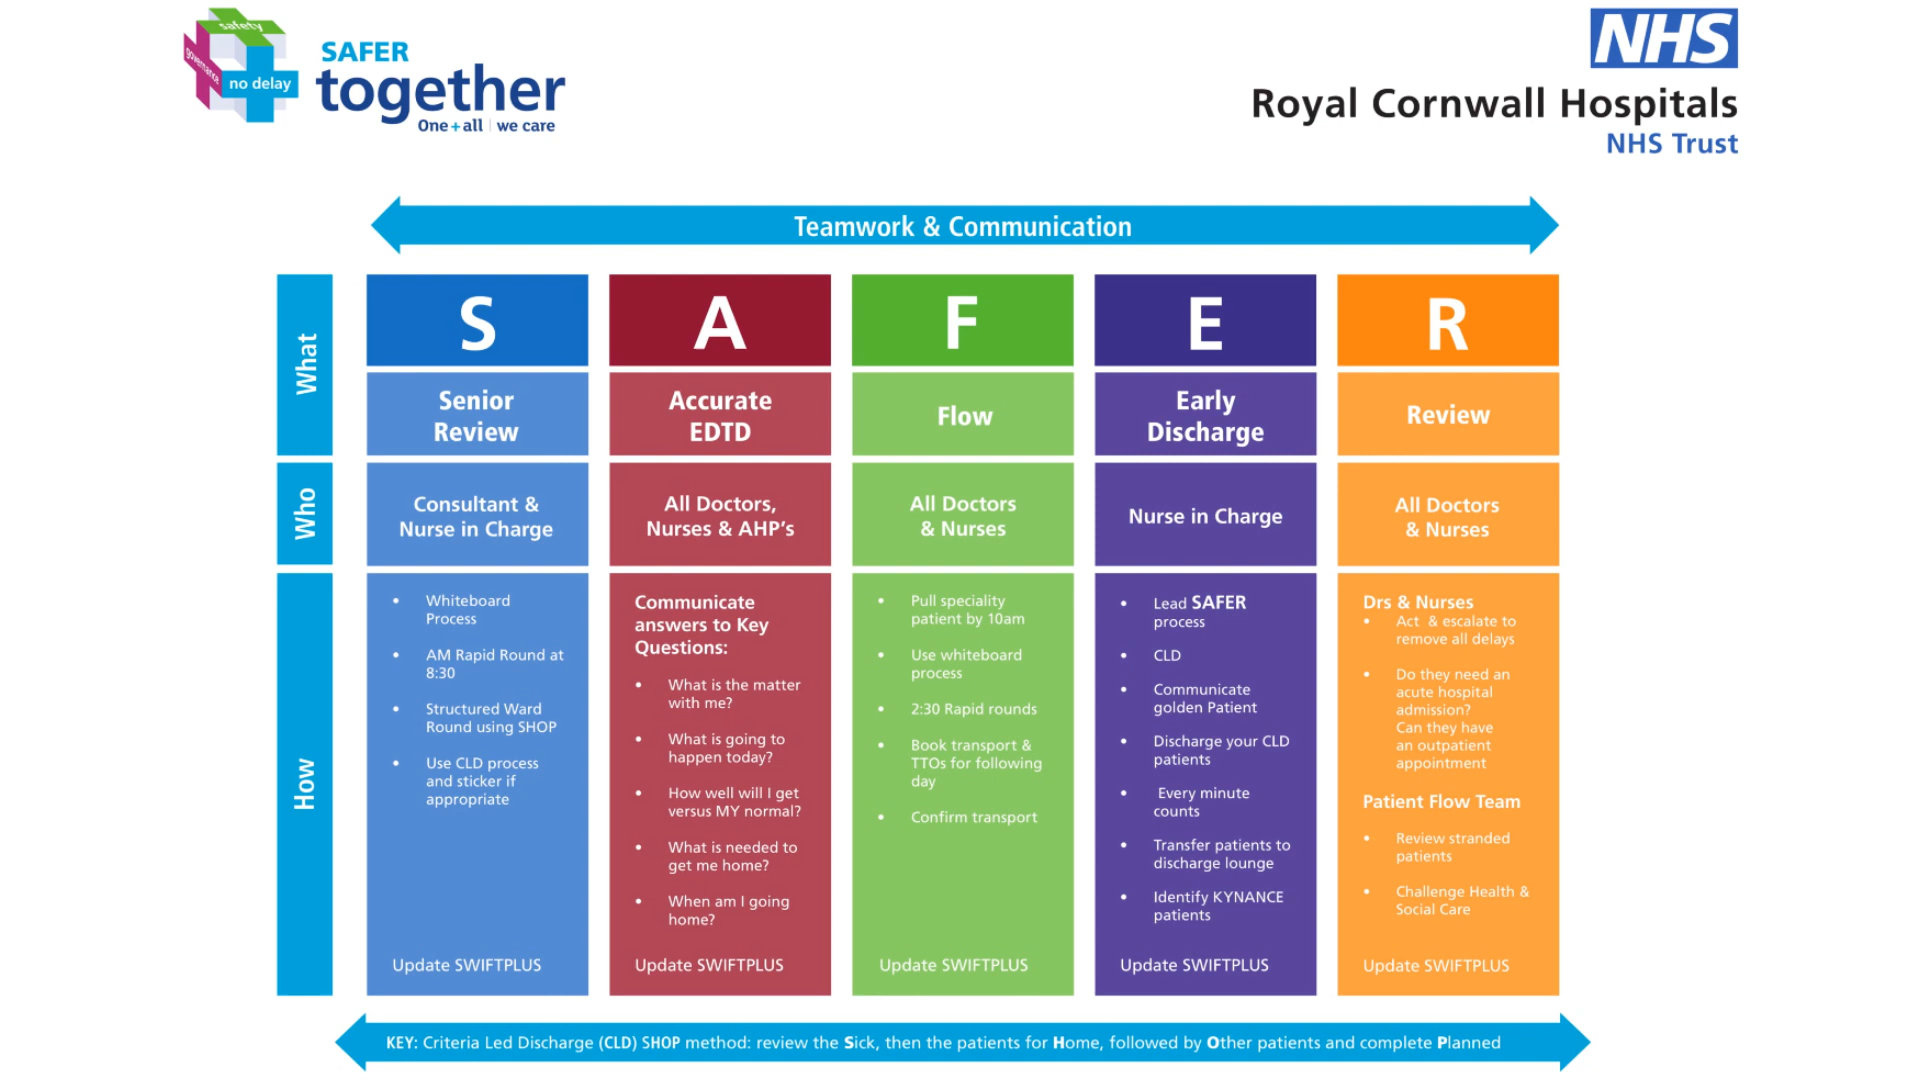 safety
governance
no delay
SAFER
together
One + all | we care
NHS
Royal Cornwall Hospitals
NHS Trust
Teamwork & Communication
What
S
A
F
E
R
Senior
Review
Accurate
EDTD
Flow
Early
Discharge
Review
Who
Consultant &
Nurse in Charge
All Doctors,
Nurses & AHP's
All Doctors
& Nurses
Nurse in Charge
All Doctors
& Nurses
How
• Whiteboard
Process
• AM Rapid Round at
8:30
• Structured Ward
Round using SHOP
• Use CLD process
and sticker if
appropriate
Update SWIFTPLUS
Communicate
answers to Key
Questions:
• What is the matter
with me?
• What is going to
happen today?
• How well will I get
versus MY normal?
• What is needed to
get me home?
• When am I going
home?
Update SWIFTPLUS
• Pull speciality
patient by 10am
• Use whiteboard
process
• 2:30 Rapid rounds
• Book transport &
TTOs for following
day
• Confirm transport
Update SWIFTPLUS
• Lead SAFER
process
• CLD
• Communicate
golden Patient
• Discharge your CLD
patients
• Every minute
counts
• Transfer patients to
discharge lounge
• Identify KYNANCE
patients
Update SWIFTPLUS
Drs & Nurses
• Act & escalate to
remove all delays
• Do they need an
acute hospital
admission?
Can they have
an outpatient
appointment
Patient Flow Team
• Review stranded
patients
• Challenge Health &
Social Care
Update SWIFTPLUS
KEY: Criteria Led Discharge (CLD) SHOP method: review the Sick, then the patients for Home, followed by Other patients and complete Planned